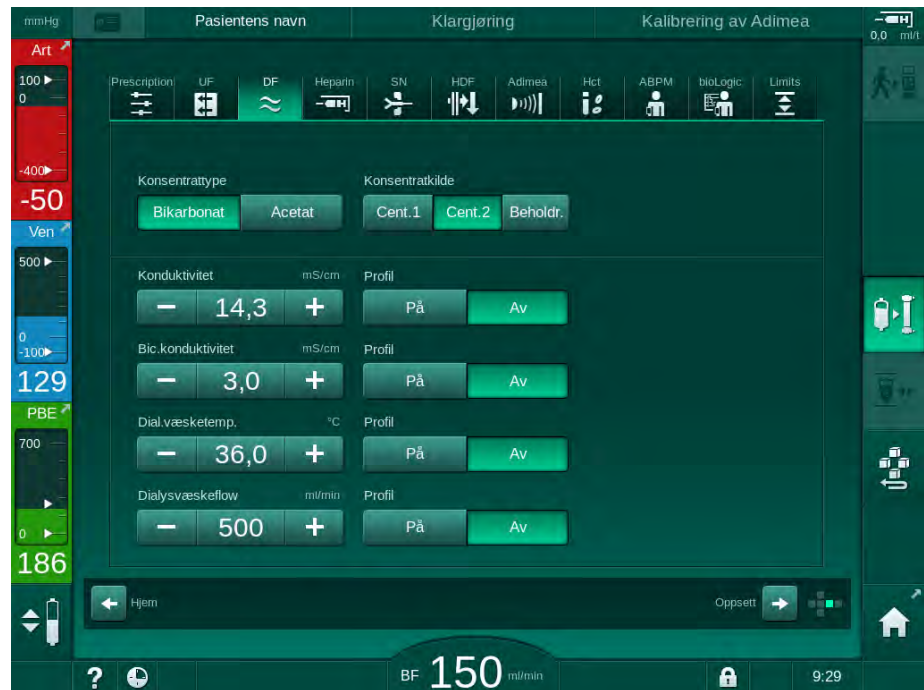 mmHg
Pasientens navn
Klargjøring
Kalibrering av Adimea
0,0 ml/t
Art
100
0
-400
-50
Ven
500
0
-100
129
PBE
700
0
186
Prescription
UF
DF
Heparin
SN
HDF
Adimea
Hct
ABPM
bioLogic
Limits
Konsentrattype
Konsentratkilde
Bikarbonat
Acetat
Cent.1
Cent.2
Beholdr.
Konduktivitet
mS/cm
Profil
14,3
På
Av
Bic.konduktivitet
mS/cm
Profil
3,0
På
Av
Dial.væsketemp.
°C
Profil
36,0
På
Av
Dialysvæskeflow
ml/min
Profil
500
På
Av
Hjem
Oppsett
?
BF 150 ml/min
9:29